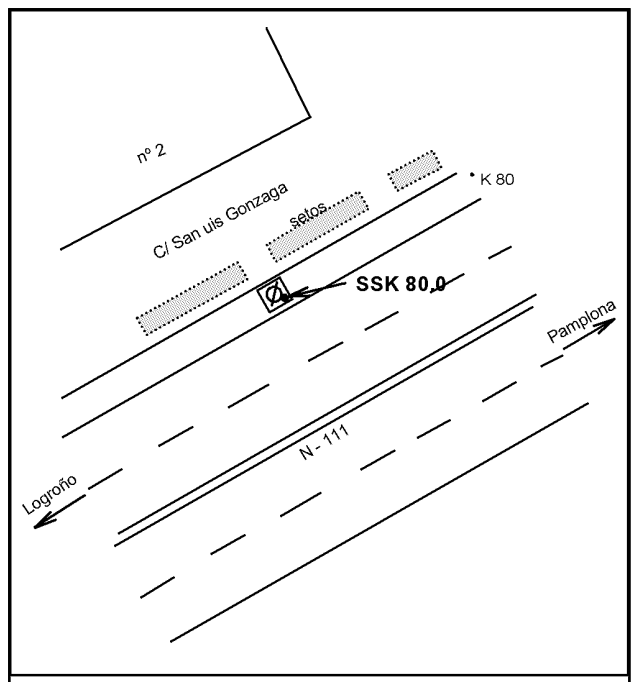 nº 2
C/ San uis Gonzaga
setos
K 80
SSK 80,0
Pamplona
N - 111
Logroño